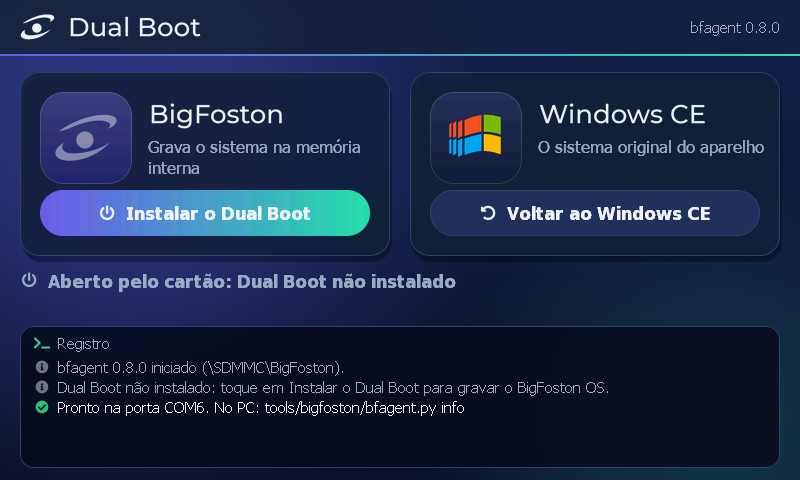 Dual Boot
bfagent 0.8.0
BigFoston
Grava o sistema na memória
interna
Instalar o Dual Boot
Windows CE
O sistema original do aparelho
Voltar ao Windows CE
Aberto pelo cartão: Dual Boot não instalado
Registro
bfagent 0.8.0 iniciado (\SDMMC\BigFoston).
Dual Boot não instalado: toque em Instalar o Dual Boot para gravar o BigFoston OS.
Pronto na porta COM6. No PC: tools/bigfoston/bfagent.py info